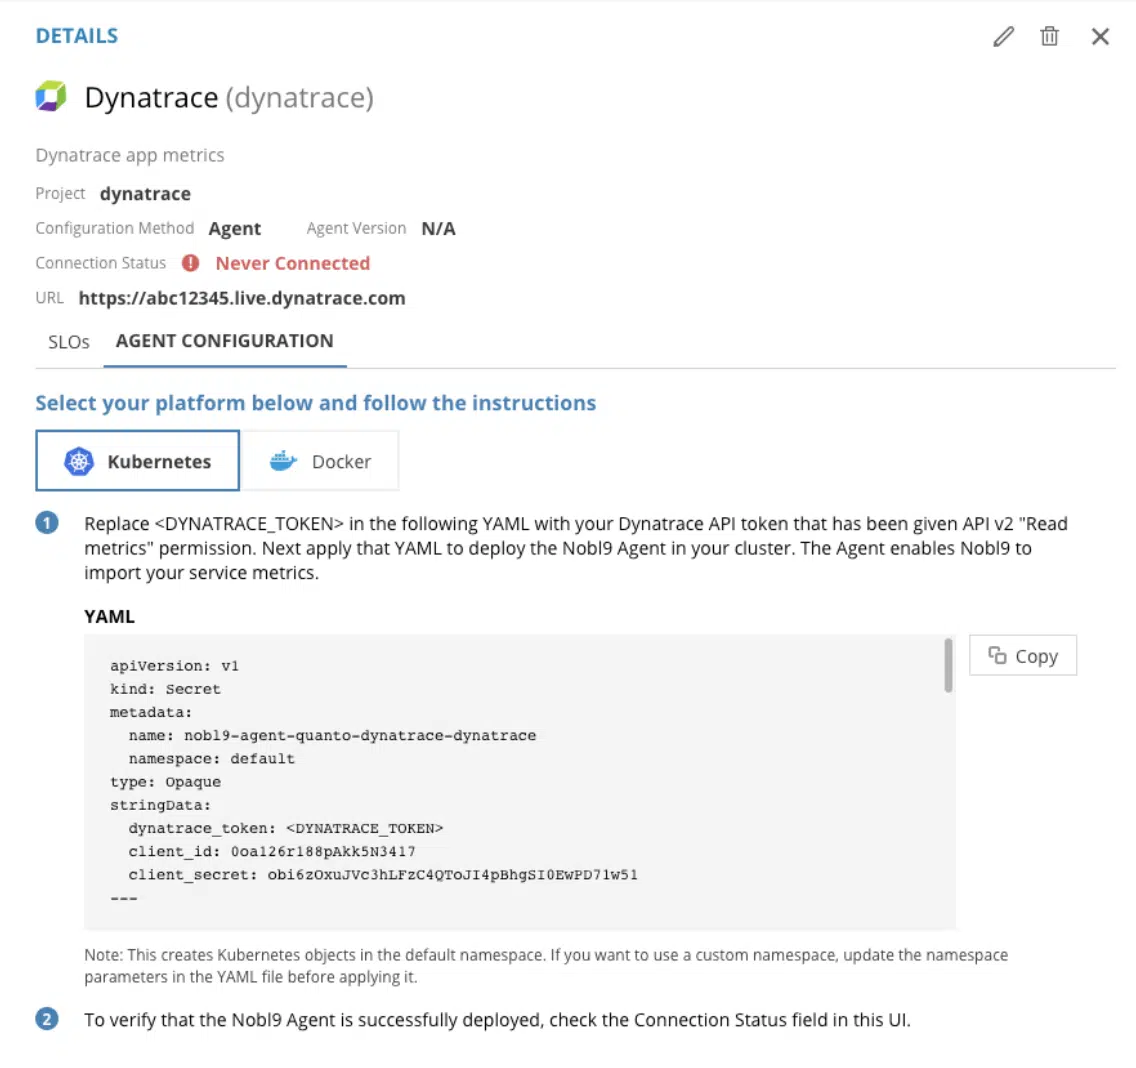 DETAILS
Dynatrace (dynatrace)
Dynatrace app metrics
Project dynatrace
Configuration Method Agent Agent Version N/A
Connection Status Never Connected
URL https://abc12345.live.dynatrace.com
SLOs AGENT CONFIGURATION
Select your platform below and follow the instructions
Kubernetes Docker
1 Replace <DYNATRACE_TOKEN> in the following YAML with your Dynatrace API token that has been given API v2 "Read
metrics" permission. Next apply that YAML to deploy the Nobl9 Agent in your cluster. The Agent enables Nobl9 to
import your service metrics.
YAML
Copy
apiVersion: v1
kind: Secret
metadata:
  name: nobl9-agent-quanto-dynatrace-dynatrace
  namespace: default
type: Opaque
stringData:
  dynatrace_token: <DYNATRACE_TOKEN>
  client_id: 0oa126r188pAkk5N3417
  client_secret: obi6zOxuJVc3hLFzC4QToJI4pBhgSI0EwPD71w51
---
Note: This creates Kubernetes objects in the default namespace. If you want to use a custom namespace, update the namespace
parameters in the YAML file before applying it.
2 To verify that the Nobl9 Agent is successfully deployed, check the Connection Status field in this UI.